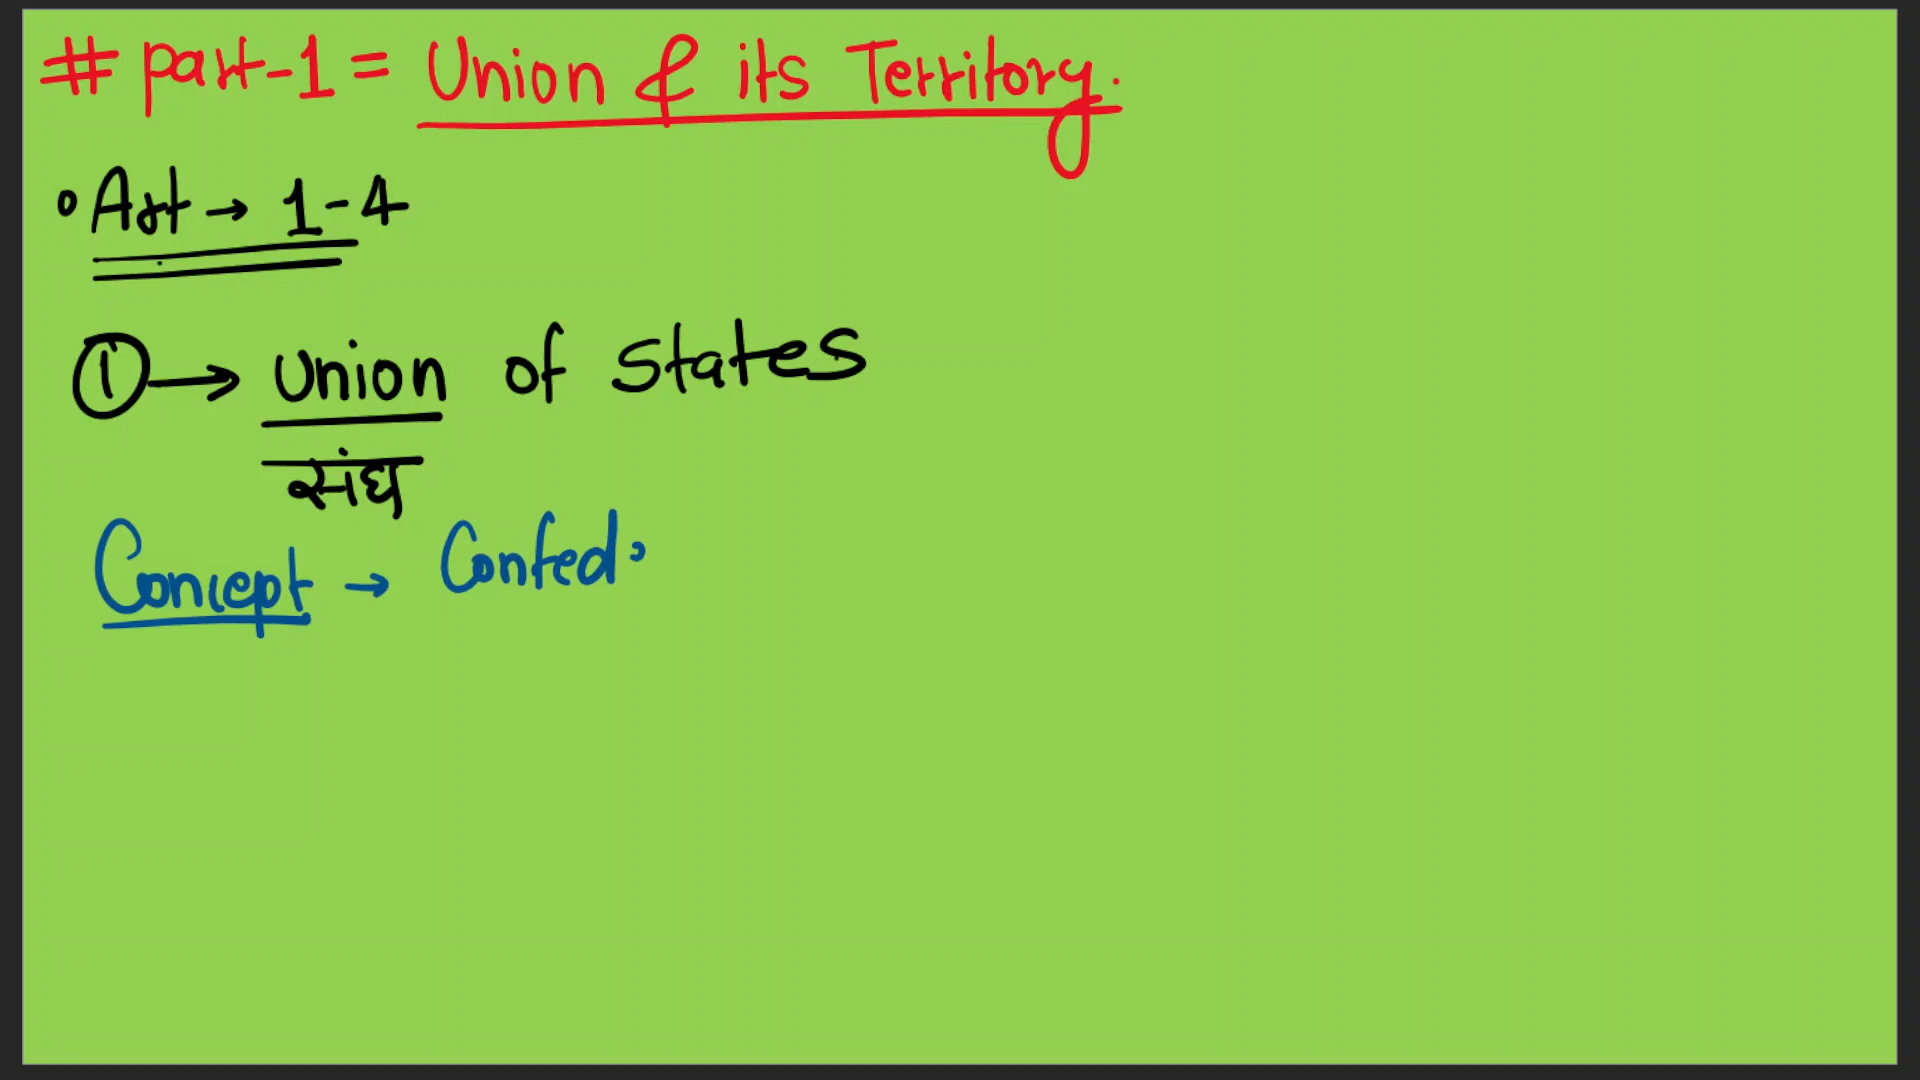 # part-1 = Union & its Territory.
• Art → 1-4
① → Union of states
संघ
Concept → Confed